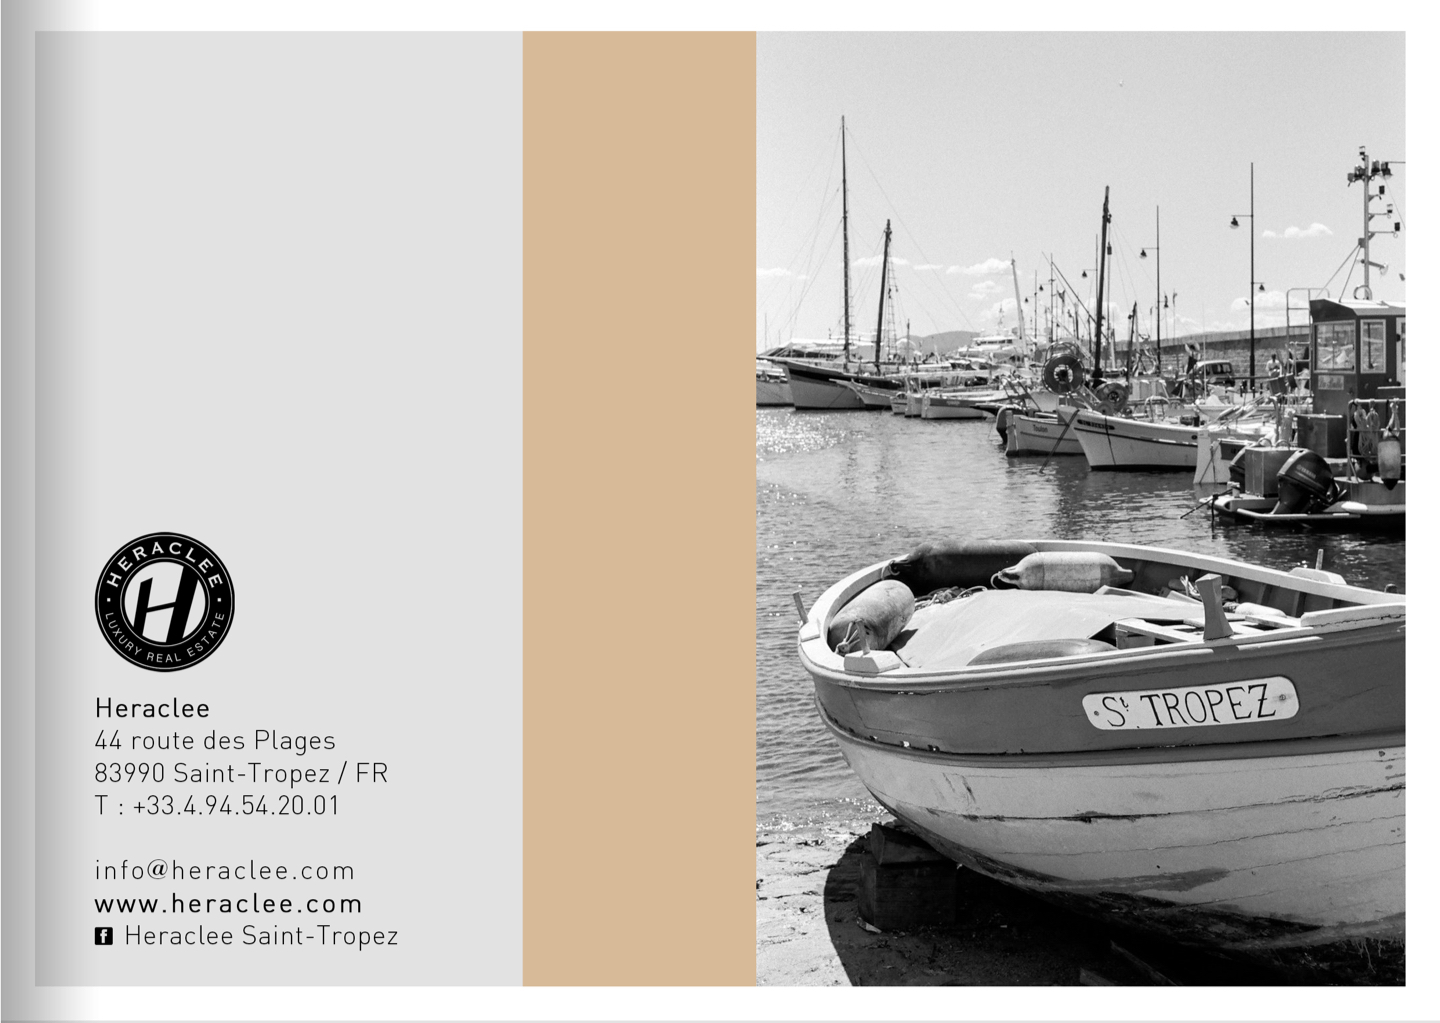 HERACLEE
H
LUXURY REAL ESTATE
Heraclee
44 route des Plages
83990 Saint-Tropez / FR
T : +33.4.94.54.20.01
info@heraclee.com
www.heraclee.com
f Heraclee Saint-Tropez
Toulon
St. TROPEZ